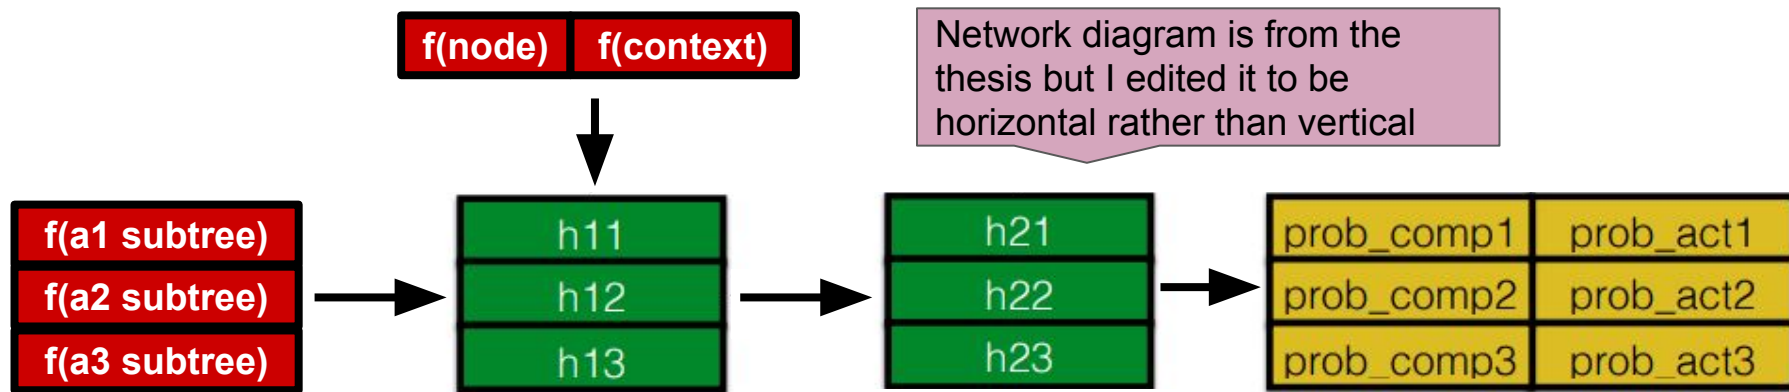 f(node) f(context)
Network diagram is from the
thesis but I edited it to be
horizontal rather than vertical
f(a1 subtree)
f(a2 subtree)
f(a3 subtree)
h11
h12
h13
h21
h22
h23
prob_comp1 prob_act1
prob_comp2 prob_act2
prob_comp3 prob_act3